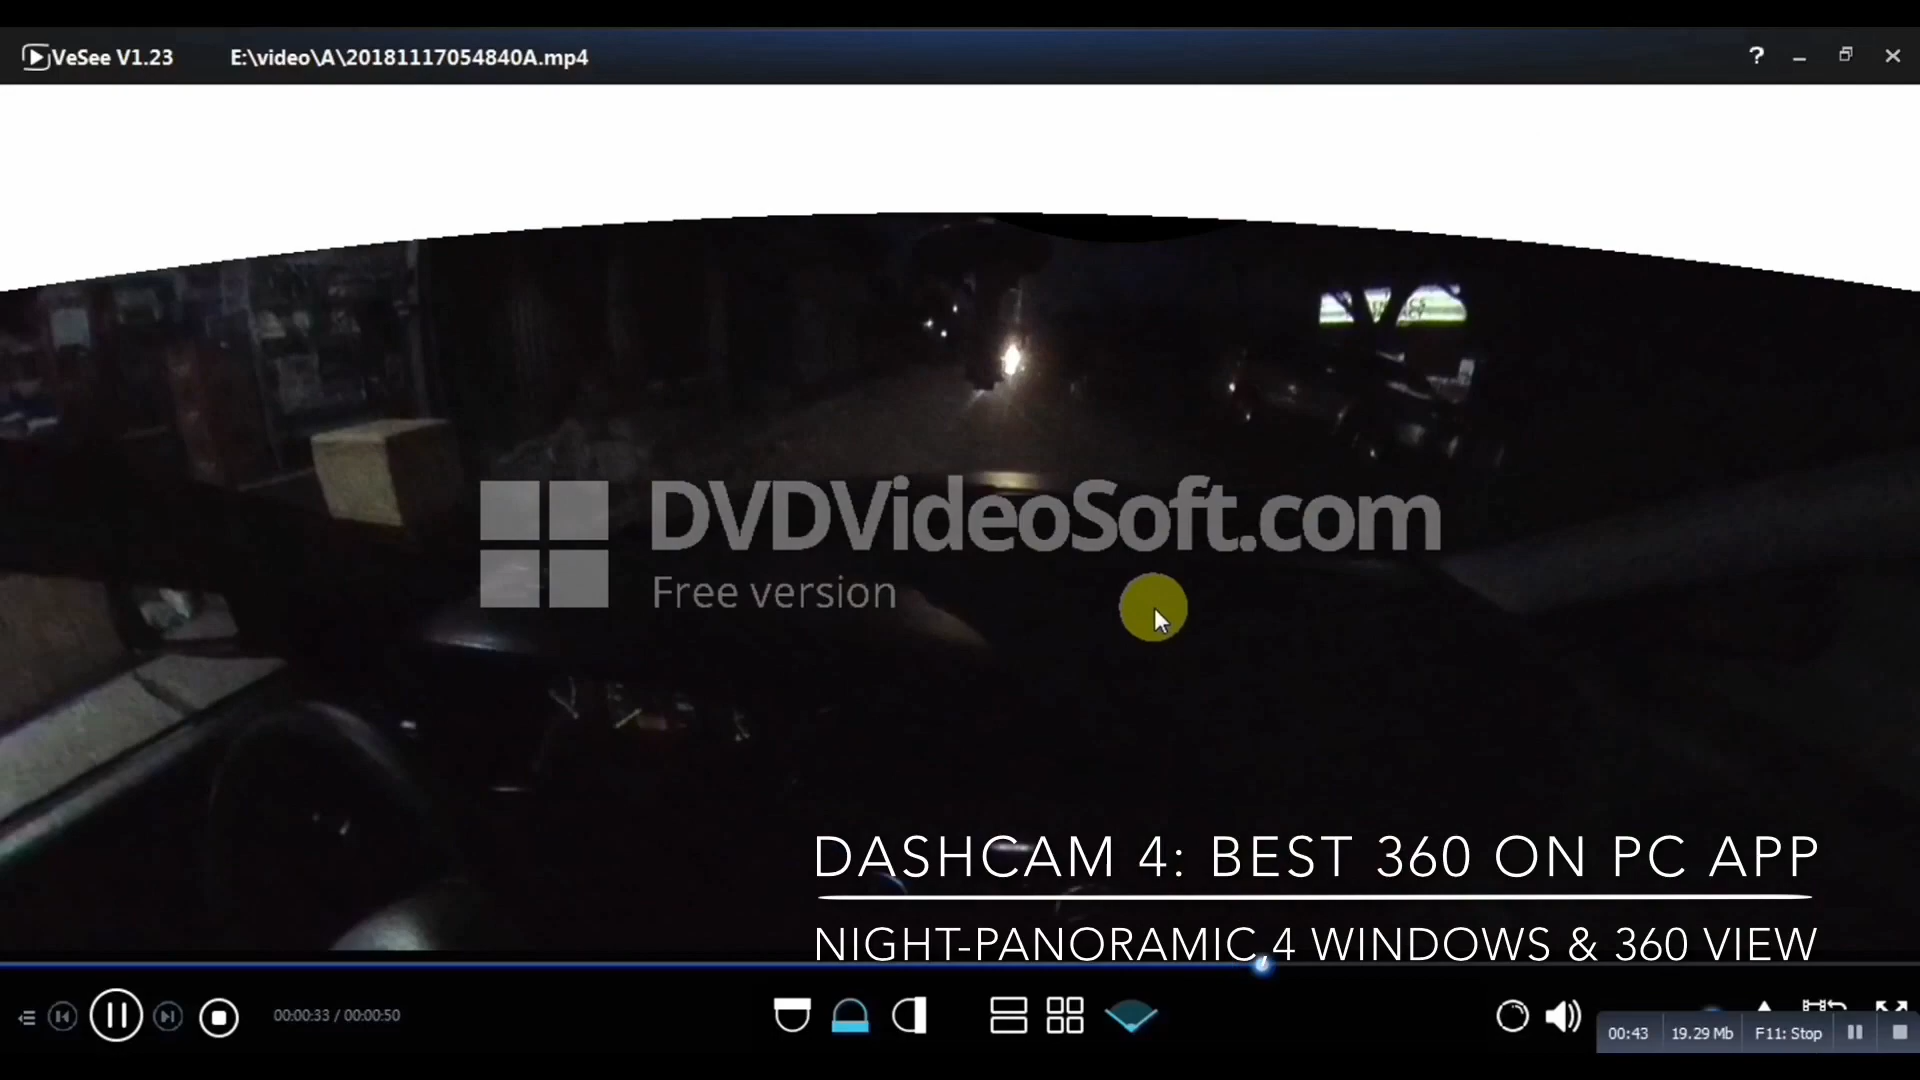 VeSee V1.23 E:\video\A\20181117054840A.mp4 ?
DVDVideoSoft.com
Free version
DASHCAM 4: BEST 360 ON PC APP
NIGHT-PANORAMIC,4 WINDOWS & 360 VIEW
00:00:33 / 00:00:50
00:43 19.29 Mb F11: Stop